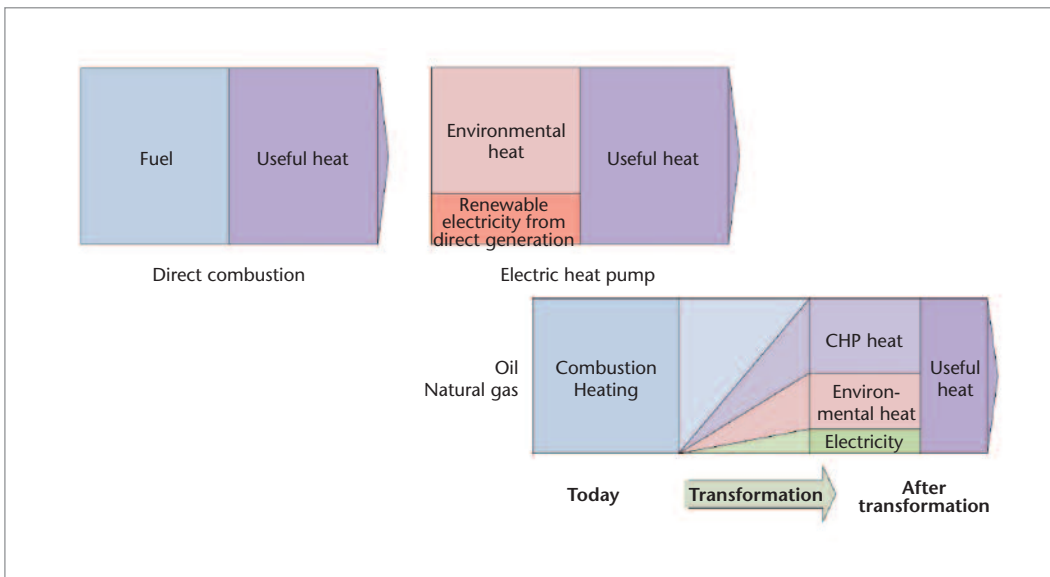 Fuel
Useful heat
Direct combustion
Environmental
heat
Renewable
electricity from
direct generation
Useful heat
Electric heat pump
Oil
Natural gas
Combustion
Heating
CHP heat
Environ-
mental heat
Electricity
Useful
heat
Today
Transformation
After
transformation